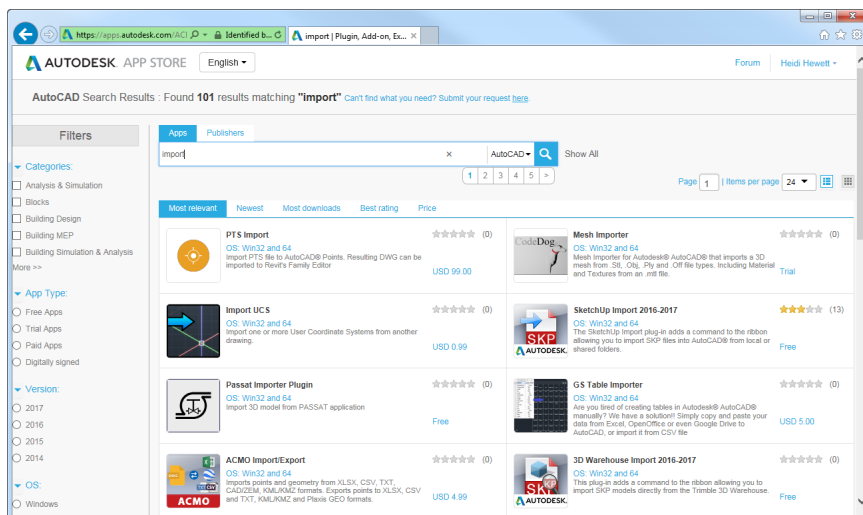 https://apps.autodesk.com/ACI
Identified b...
import | Plugin, Add-on, Ex...
AUTODESK. APP STORE
English
Forum
Heidi Hewett
AutoCAD Search Results : Found 101 results matching "import" Can't find what you need? Submit your request here.
Filters
Categories:
Analysis & Simulation
Blocks
Building Design
Building MEP
Building Simulation & Analysis
More >>
App Type:
Free Apps
Trial Apps
Paid Apps
Digitally signed
Version:
2017
2016
2015
2014
OS:
Windows
Apps
Publishers
import
AutoCAD
Show All
1 2 3 4 5 >
Page 1 | Items per page 24
Most relevant
Newest
Most downloads
Best rating
Price
PTS Import
(0)
OS: Win32 and 64
Import PTS file to AutoCAD® Points. Resulting DWG can be
imported to Revit's Family Editor
USD 99.00
CodeDog
Mesh Importer
(0)
OS: Win32 and 64
Mesh Importer for Autodesk® AutoCAD® that imports a 3D
mesh from .Stl, .Obj, .Ply and .Off file types. Including Material
and Textures from an .mtl file.
Trial
Import UCS
(0)
OS: Win32 and 64
Import one or more User Coordinate Systems from another
drawing.
USD 0.99
SKP
AUTODESK.
SketchUp Import 2016-2017
(13)
OS: Win32 and 64
The SketchUp Import plug-in adds a command to the ribbon
allowing you to import SKP files into AutoCAD® from local or
shared folders.
Free
Passat Importer Plugin
(0)
OS: Win32 and 64
Import 3D model from PASSAT application
Free
GS Table Importer
(0)
OS: Win32 and 64
Are you tired of creating tables in Autodesk® AutoCAD®
manually? We have a solution!! Simply copy and paste your
data from Excel, OpenOffice or even Google Drive to
AutoCAD, or import it from CSV file
USD 5.00
ACMO
ACMO Import/Export
(0)
OS: Win32 and 64
Imports points and geometry from XLSX, CSV, TXT,
CAD/ZEM, KML/KMZ formats. Exports points to XLSX, CSV
and TXT, KML/KMZ and Plaxis GEO formats.
USD 4.99
SKP
AUTODESK.
3D Warehouse Import 2016-2017
(0)
OS: Win32 and 64
This plug-in adds a command to the ribbon allowing you to
import SKP models directly from the Trimble 3D Warehouse.
Free